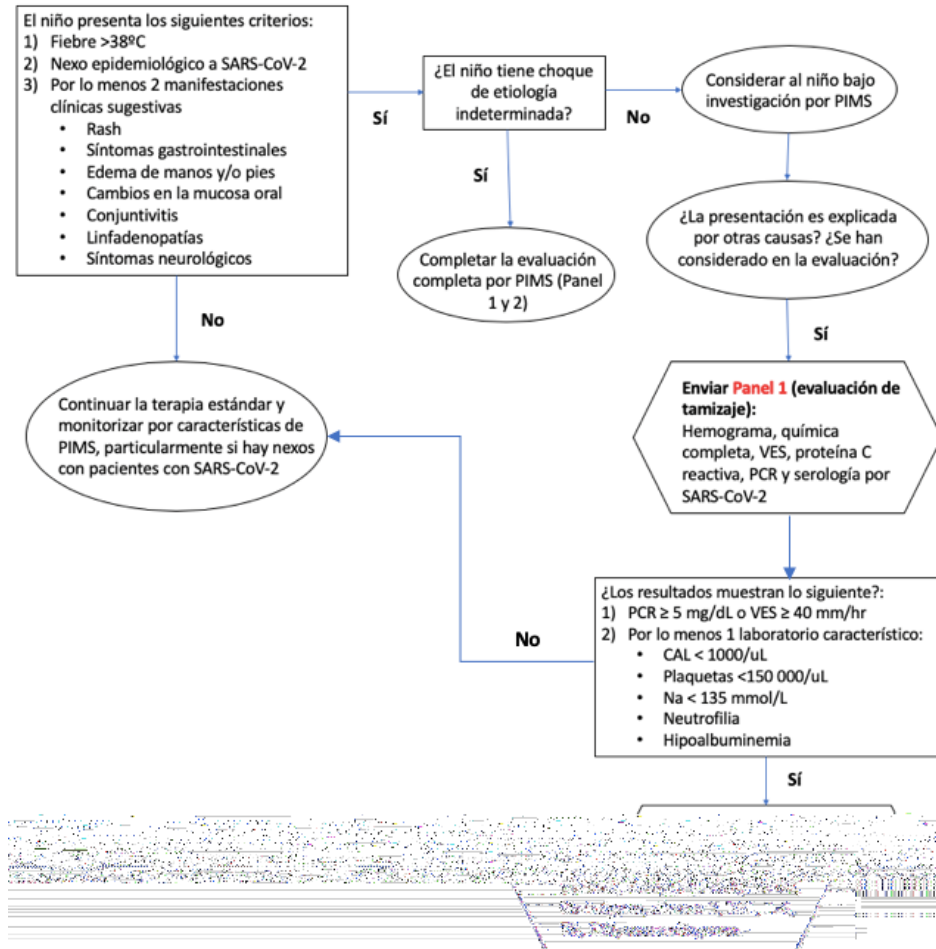 El niño presenta los siguientes criterios:
1) Fiebre >38ºC
2) Nexo epidemiológico a SARS-CoV-2
3) Por lo menos 2 manifestaciones
clínicas sugestivas
• Rash
• Síntomas gastrointestinales
• Edema de manos y/o pies
• Cambios en la mucosa oral
• Conjuntivitis
• Linfadenopatías
• Síntomas neurológicos
Sí
¿El niño tiene choque
de etiología
indeterminada?
No
Considerar al niño bajo
investigación por PIMS
Sí
Completar la evaluación
completa por PIMS (Panel
1 y 2)
¿La presentación es explicada
por otras causas? ¿Se han
considerado en la evaluación?
No
Sí
Continuar la terapia estándar y
monitorizar por características de
PIMS, particularmente si hay nexos
con pacientes con SARS-CoV-2
Enviar Panel 1 (evaluación de
tamizaje):
Hemograma, química
completa, VES, proteína C
reactiva, PCR y serología por
SARS-CoV-2
No
¿Los resultados muestran lo siguiente?:
1) PCR ≥ 5 mg/dL o VES ≥ 40 mm/hr
2) Por lo menos 1 laboratorio característico:
• CAL < 1000/uL
• Plaquetas <150 000/uL
• Na < 135 mmol/L
• Neutrofilia
• Hipoalbuminemia
Sí